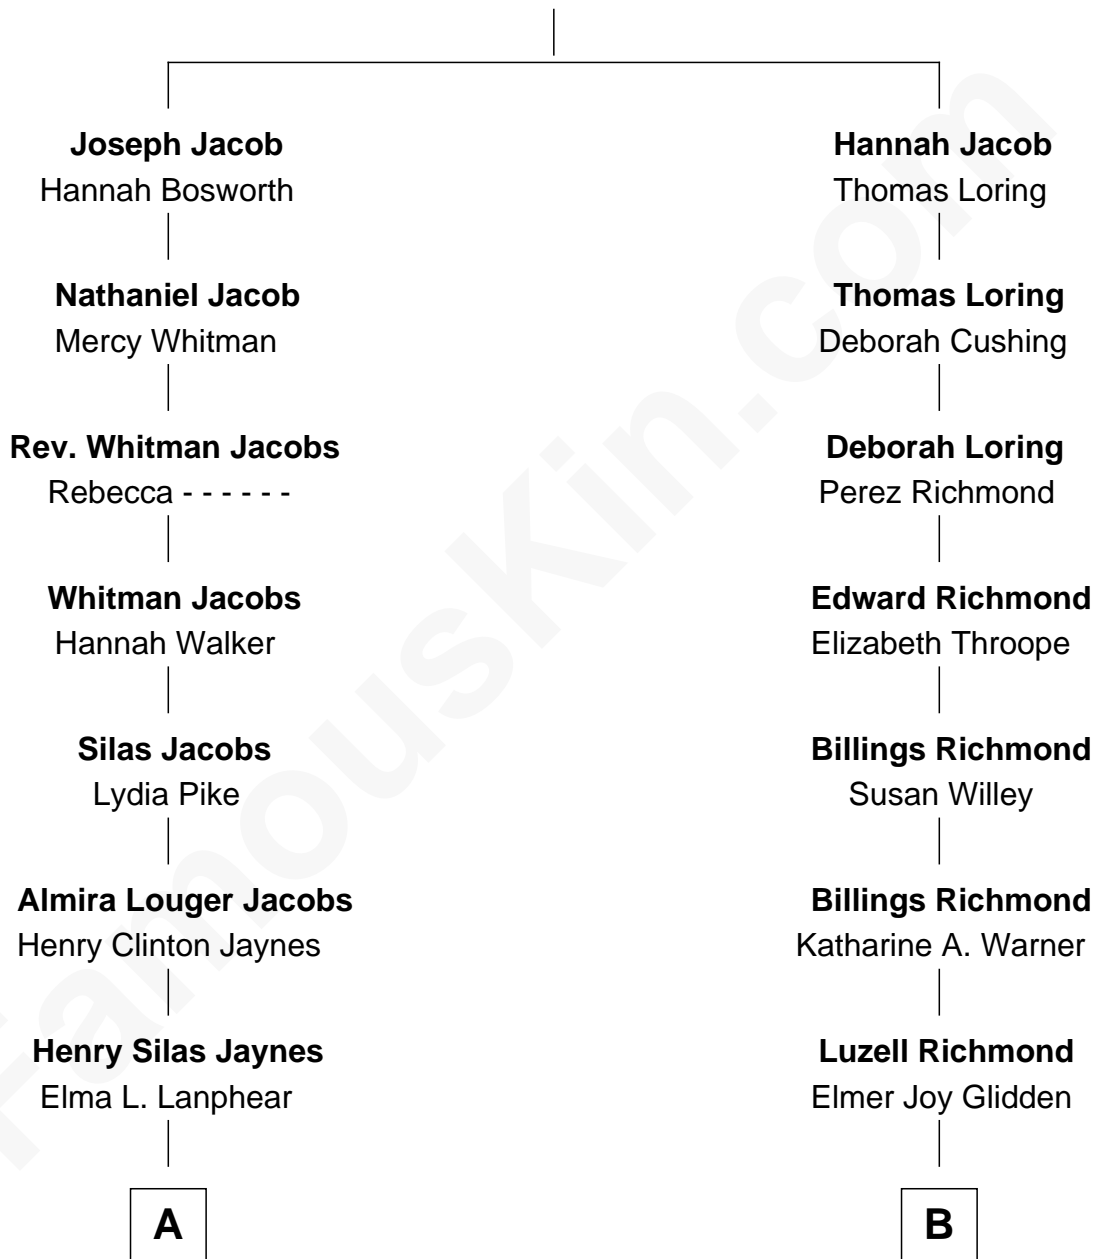 Joseph Jacob
Hannah Bosworth
Nathaniel Jacob
Mercy Whitman
Rev. Whitman Jacobs
Rebecca - - - - - -
Whitman Jacobs
Hannah Walker
Silas Jacobs
Lydia Pike
Almira Louger Jacobs
Henry Clinton Jaynes
Henry Silas Jaynes
Elma L. Lanphear
A
Hannah Jacob
Thomas Loring
Thomas Loring
Deborah Cushing
Deborah Loring
Perez Richmond
Edward Richmond
Elizabeth Throope
Billings Richmond
Susan Willey
Billings Richmond
Katharine A. Warner
Luzell Richmond
Elmer Joy Glidden
B
FamousKin.com